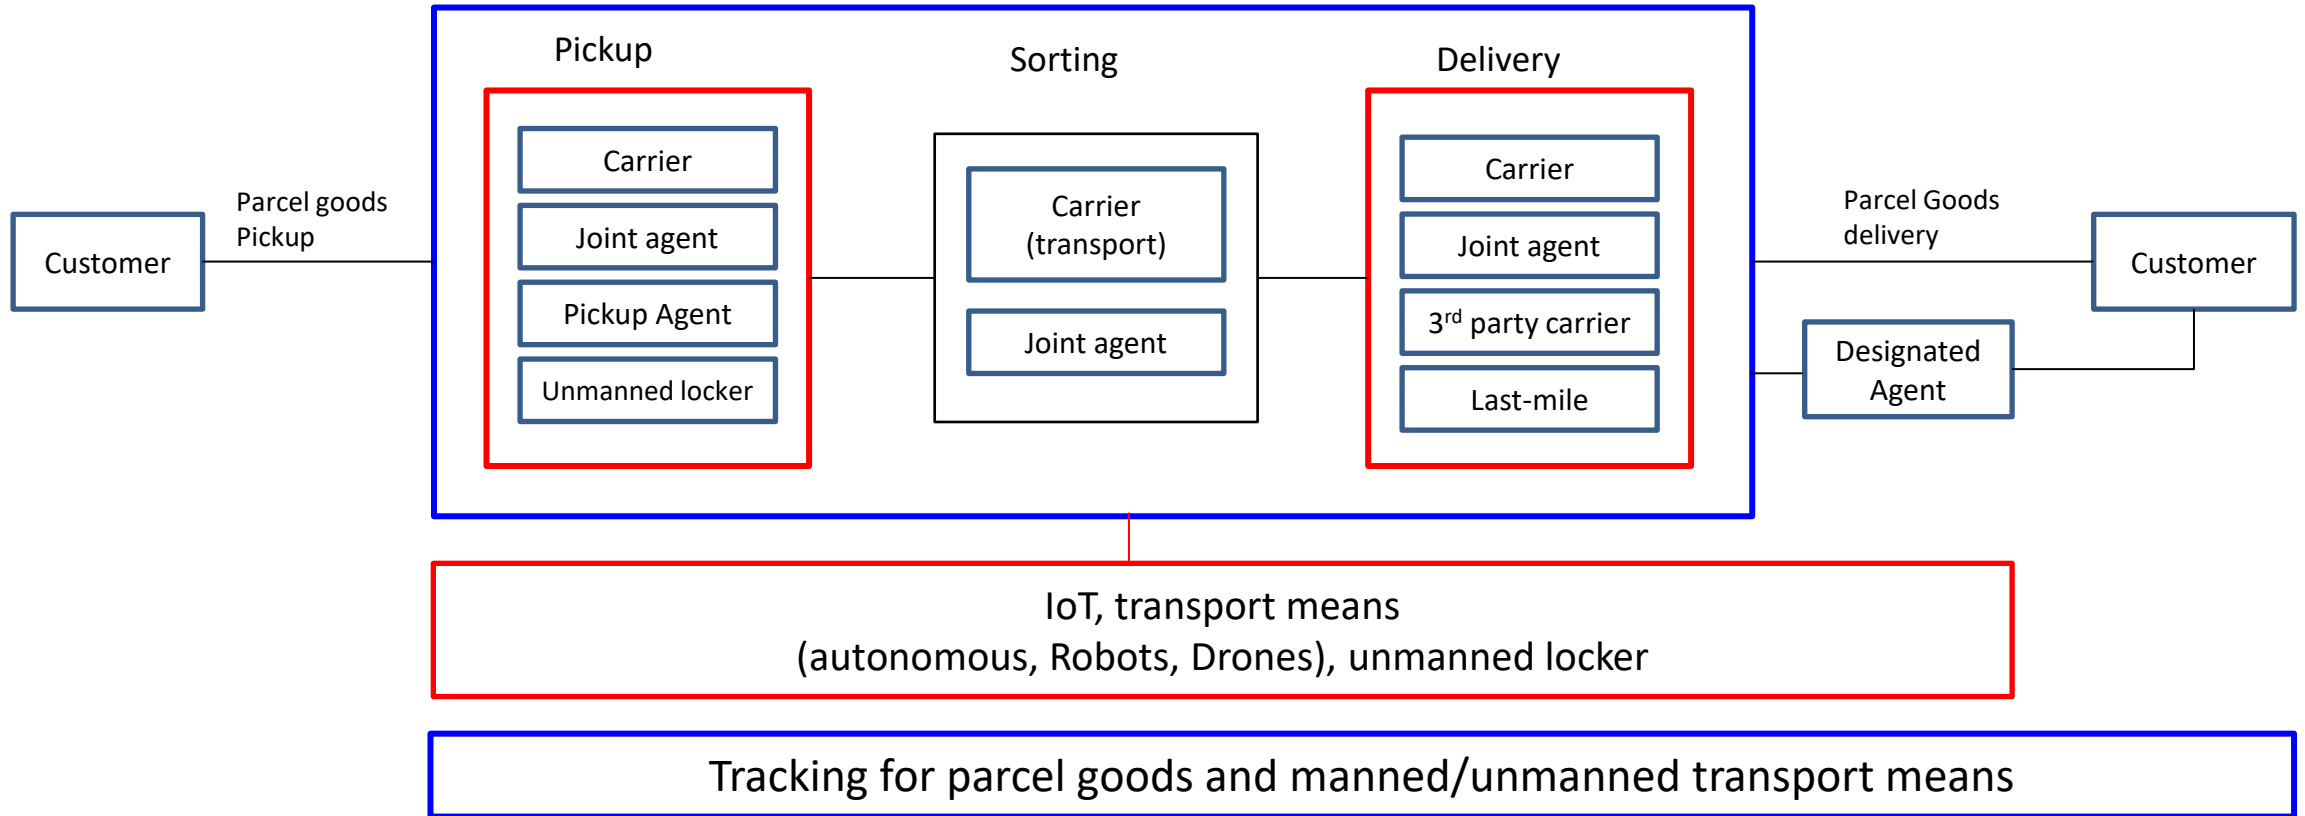 Pickup
Sorting
Delivery
Customer
Parcel goods
Pickup
Carrier
Joint agent
Pickup Agent
Unmanned locker
Carrier
(transport)
Joint agent
Carrier
Joint agent
3rd party carrier
Last-mile
Parcel Goods
delivery
Customer
Designated
Agent
IoT, transport means
(autonomous, Robots, Drones), unmanned locker
Tracking for parcel goods and manned/unmanned transport means